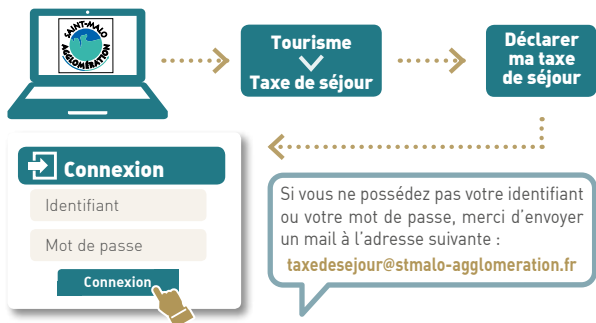 SAINT-MALO
AGGLOMÉRATION
Tourisme
Taxe de séjour
Déclarer
ma taxe
de séjour
Connexion
Identifiant
Mot de passe
Connexion
Si vous ne possédez pas votre identifiant
ou votre mot de passe, merci d'envoyer
un mail à l'adresse suivante :
taxedesejour@stmalo-agglomeration.fr